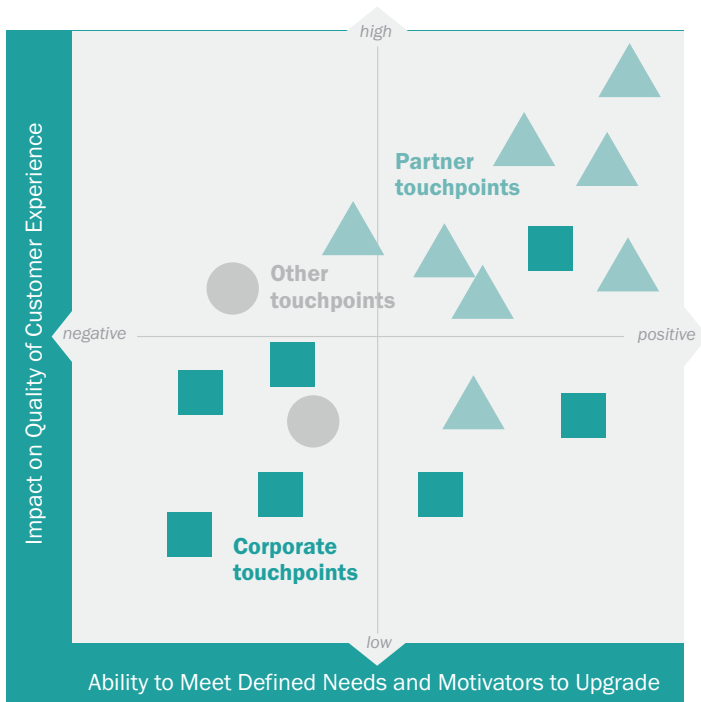 high
Partner
touchpoints
Other
touchpoints
negative
positive
Corporate
touchpoints
low
Impact on Quality of Customer Experience
Ability to Meet Defined Needs and Motivators to Upgrade